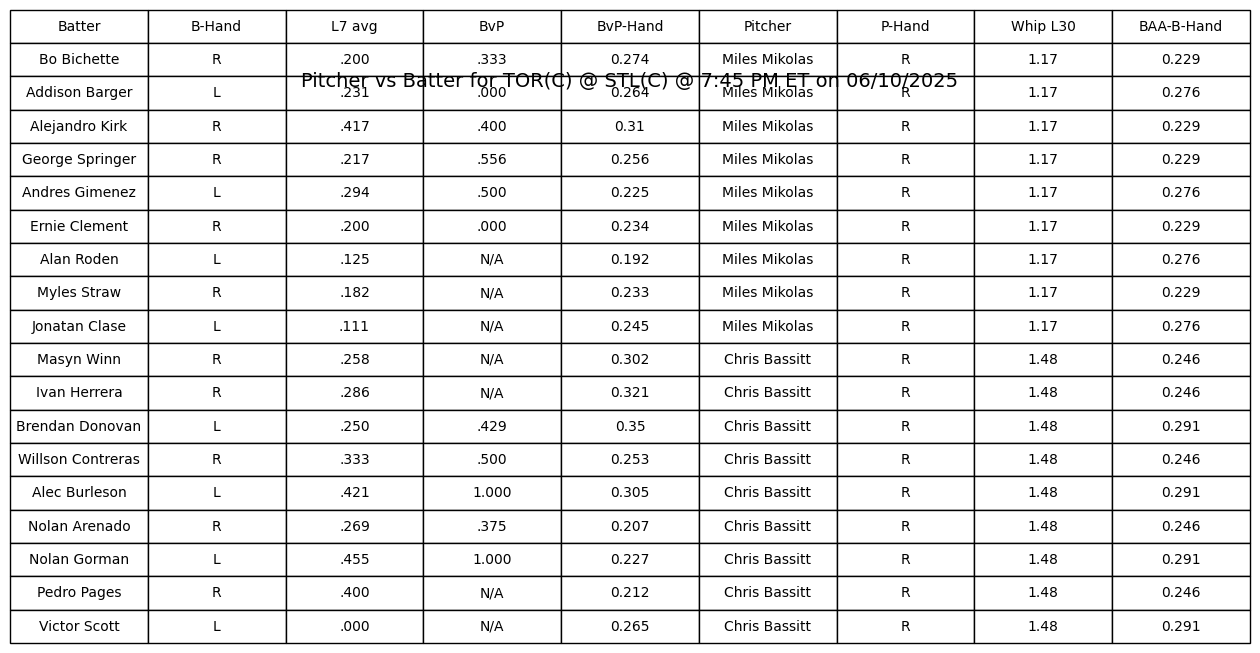 Batter B-Hand L7 avg BvP BvP-Hand Pitcher P-Hand Whip L30 BAA-B-Hand
Bo Bichette R .200 .333 0.274 Miles Mikolas R 1.17 0.229
Pitcher vs Batter for TOR(C) @ STL(C) @ 7:45 PM ET on 06/10/2025
Addison Barger L .231 .000 0.264 Miles Mikolas R 1.17 0.276
Alejandro Kirk R .417 .400 0.31 Miles Mikolas R 1.17 0.229
George Springer R .217 .556 0.256 Miles Mikolas R 1.17 0.229
Andres Gimenez L .294 .500 0.225 Miles Mikolas R 1.17 0.276
Ernie Clement R .200 .000 0.234 Miles Mikolas R 1.17 0.229
Alan Roden L .125 N/A 0.192 Miles Mikolas R 1.17 0.276
Myles Straw R .182 N/A 0.233 Miles Mikolas R 1.17 0.229
Jonatan Clase L .111 N/A 0.245 Miles Mikolas R 1.17 0.276
Masyn Winn R .258 N/A 0.302 Chris Bassitt R 1.48 0.246
Ivan Herrera R .286 N/A 0.321 Chris Bassitt R 1.48 0.246
Brendan Donovan L .250 .429 0.35 Chris Bassitt R 1.48 0.291
Willson Contreras R .333 .500 0.253 Chris Bassitt R 1.48 0.246
Alec Burleson L .421 1.000 0.305 Chris Bassitt R 1.48 0.291
Nolan Arenado R .269 .375 0.207 Chris Bassitt R 1.48 0.246
Nolan Gorman L .455 1.000 0.227 Chris Bassitt R 1.48 0.291
Pedro Pages R .400 N/A 0.212 Chris Bassitt R 1.48 0.246
Victor Scott L .000 N/A 0.265 Chris Bassitt R 1.48 0.291